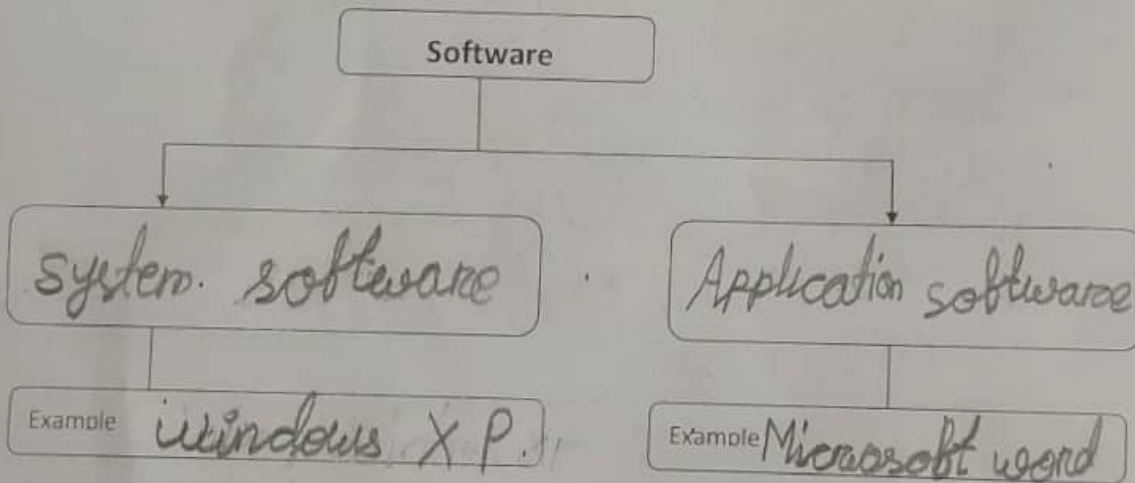 Software
system. software
Application software
Example windows XP.
Example Microsoft word